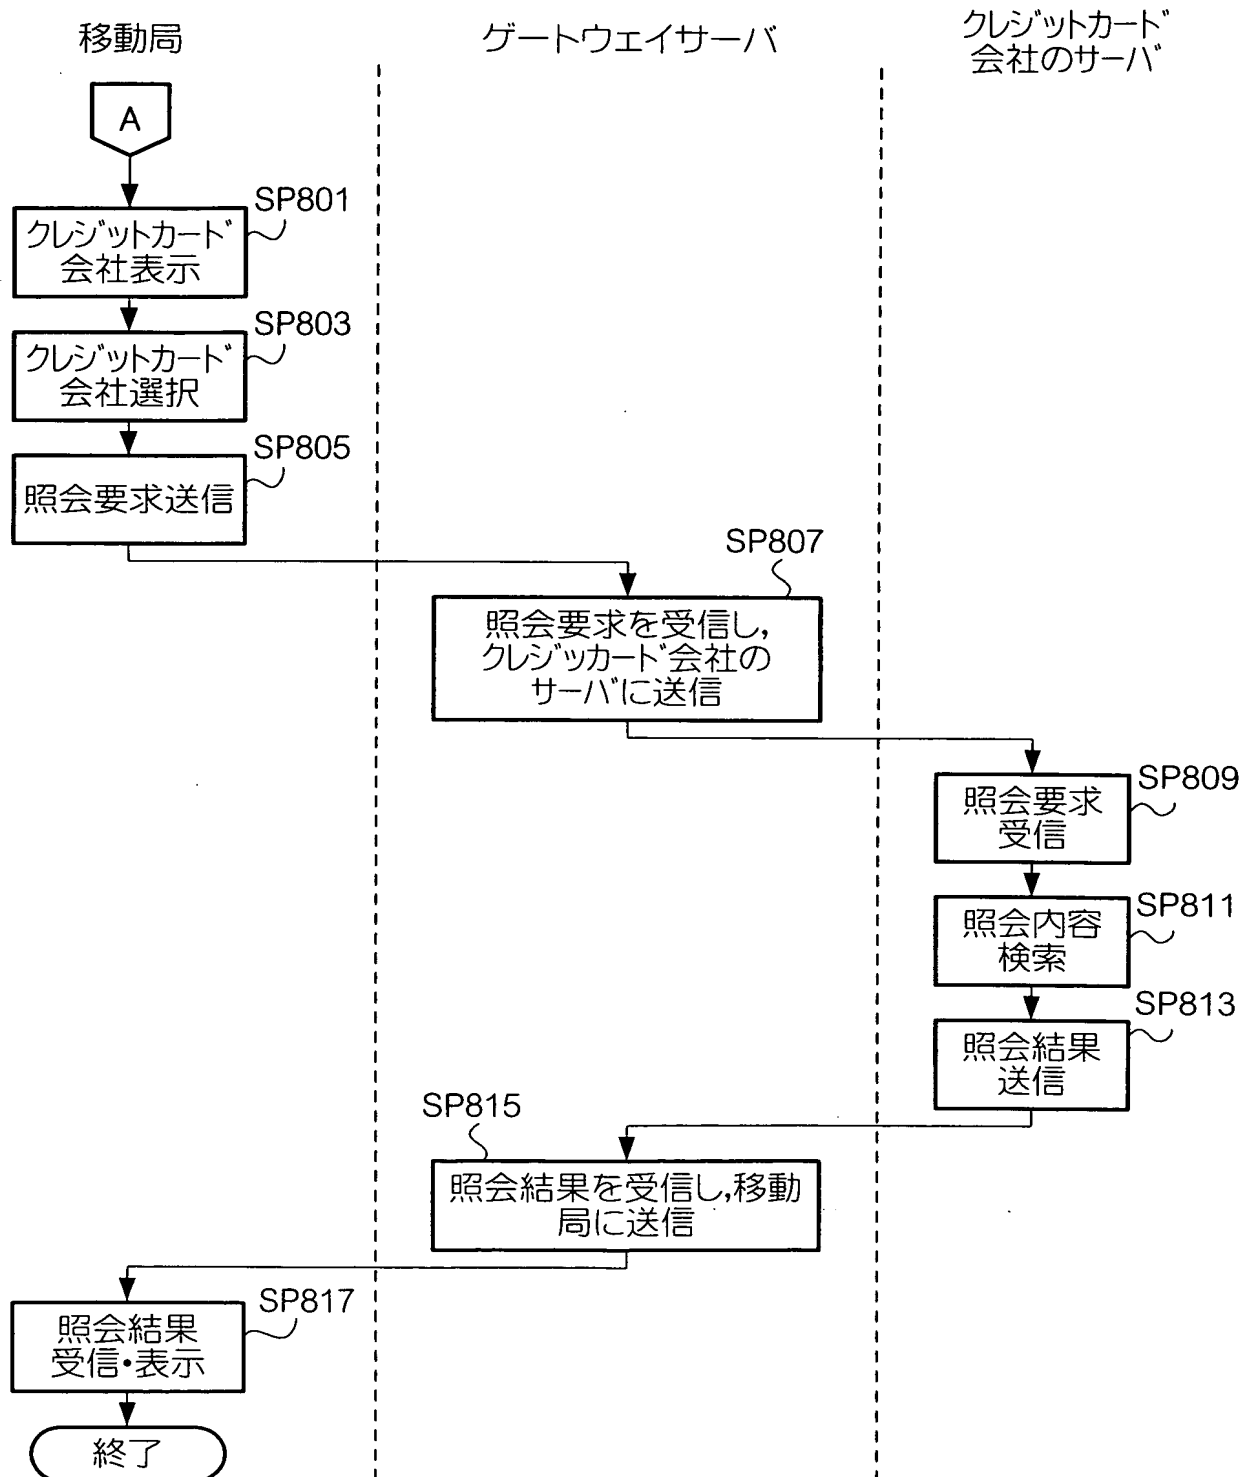 移動局
ゲートウェイサーバ
クレジットカード
会社のサーバ
A
SP801
クレジットカード
会社表示
SP803
クレジットカード
会社選択
SP805
照会要求送信
SP807
照会要求を受信し,
クレジッカード会社の
サーバに送信
SP809
照会要求
受信
SP811
照会内容
検索
SP813
照会結果
送信
SP815
照会結果を受信し,移動
局に送信
SP817
照会結果
受信・表示
終了